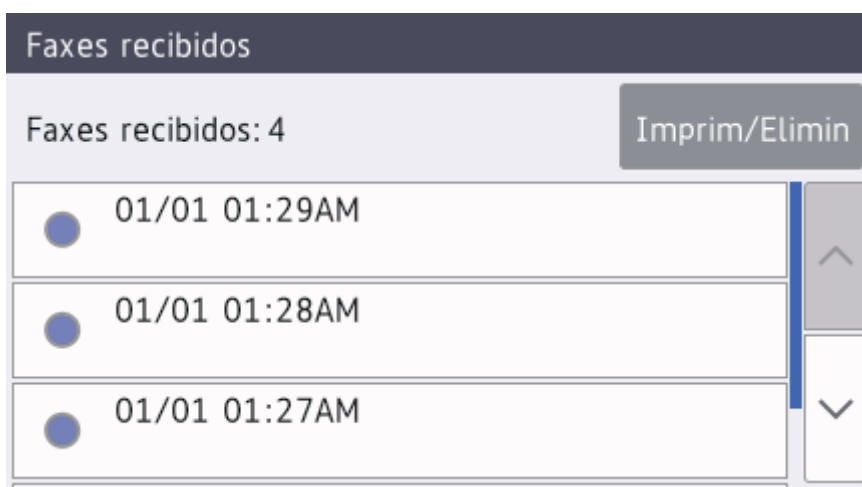 Faxes recibidos
Faxes recibidos: 4
Imprim/Elimin
01/01 01:29AM
01/01 01:28AM
01/01 01:27AM